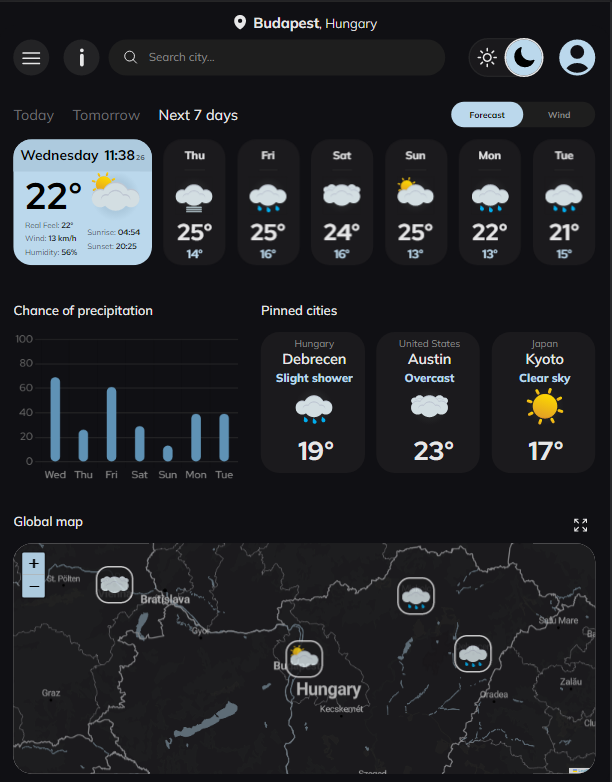 Budapest, Hungary
Search city...
Today Tomorrow Next 7 days
Forecast Wind
Wednesday 11:38 26
22°
Real Feel: 22°
Wind: 13 km/h
Humidity: 56%
Sunrise: 04:54
Sunset: 20:25
Thu
25°
14°
Fri
25°
16°
Sat
24°
16°
Sun
25°
13°
Mon
22°
13°
Tue
21°
15°
Chance of precipitation
100
80
60
40
20
0
Wed Thu Fri Sat Sun Mon Tue
Pinned cities
Hungary
Debrecen
Slight shower
19°
United States
Austin
Overcast
23°
Japan
Kyoto
Clear sky
17°
Global map
+
−
St. Pölten
Bratislava
Győr
Satu Mare
Bu
Hungary
Kecskemét
Graz
Oradea
Zalău
Szeged